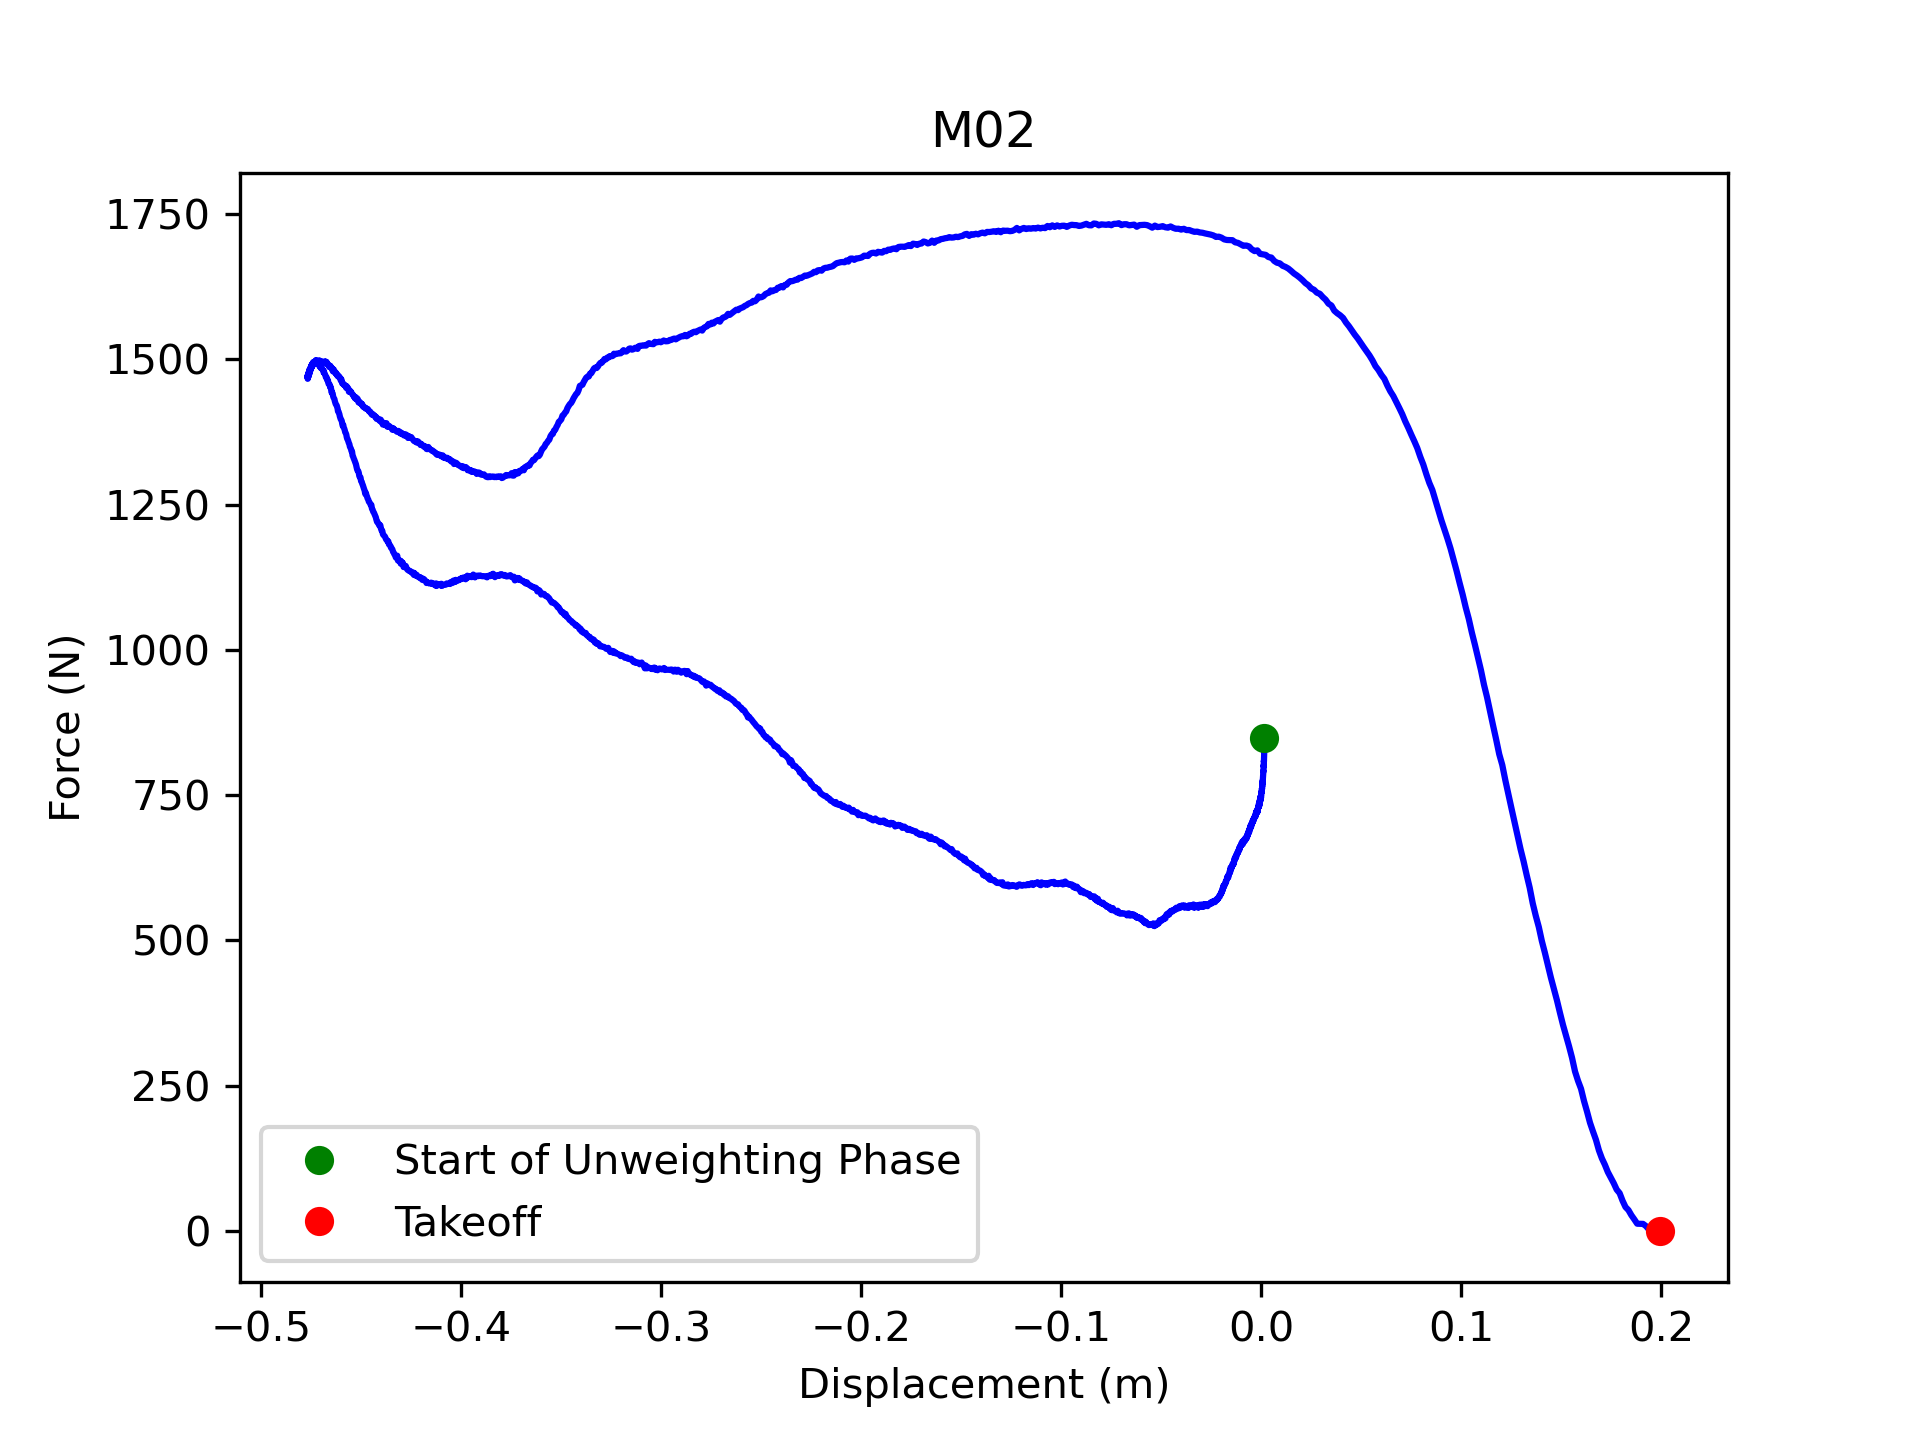 M02
1750
1500
1250
1000
750
500
250
0
Force (N)
Start of Unweighting Phase
Takeoff
−0.5 −0.4 −0.3 −0.2 −0.1 0.0 0.1 0.2
Displacement (m)